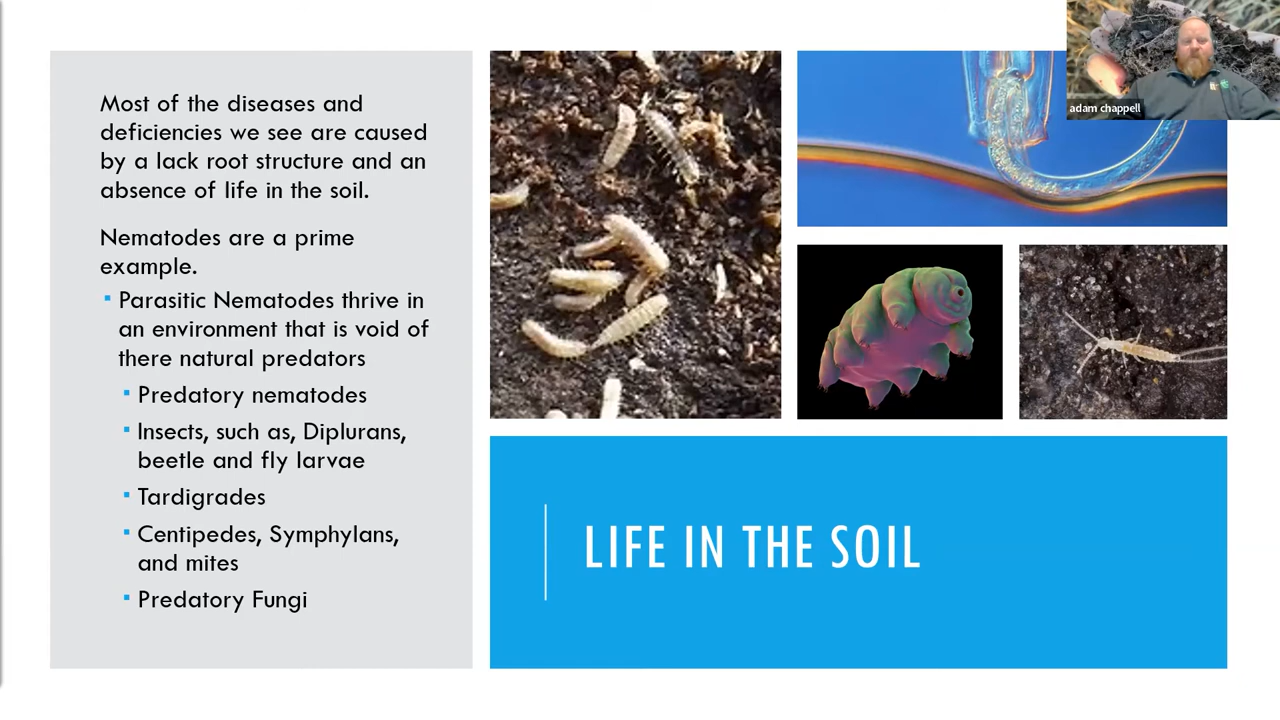 Most of the diseases and
deficiencies we see are caused
by a lack root structure and an
absence of life in the soil.
Nematodes are a prime
example.
Parasitic Nematodes thrive in
an environment that is void of
there natural predators
Predatory nematodes
Insects, such as, Diplurans,
beetle and fly larvae
Tardigrades
Centipedes, Symphylans,
and mites
Predatory Fungi
adam chappell
LIFE IN THE SOIL